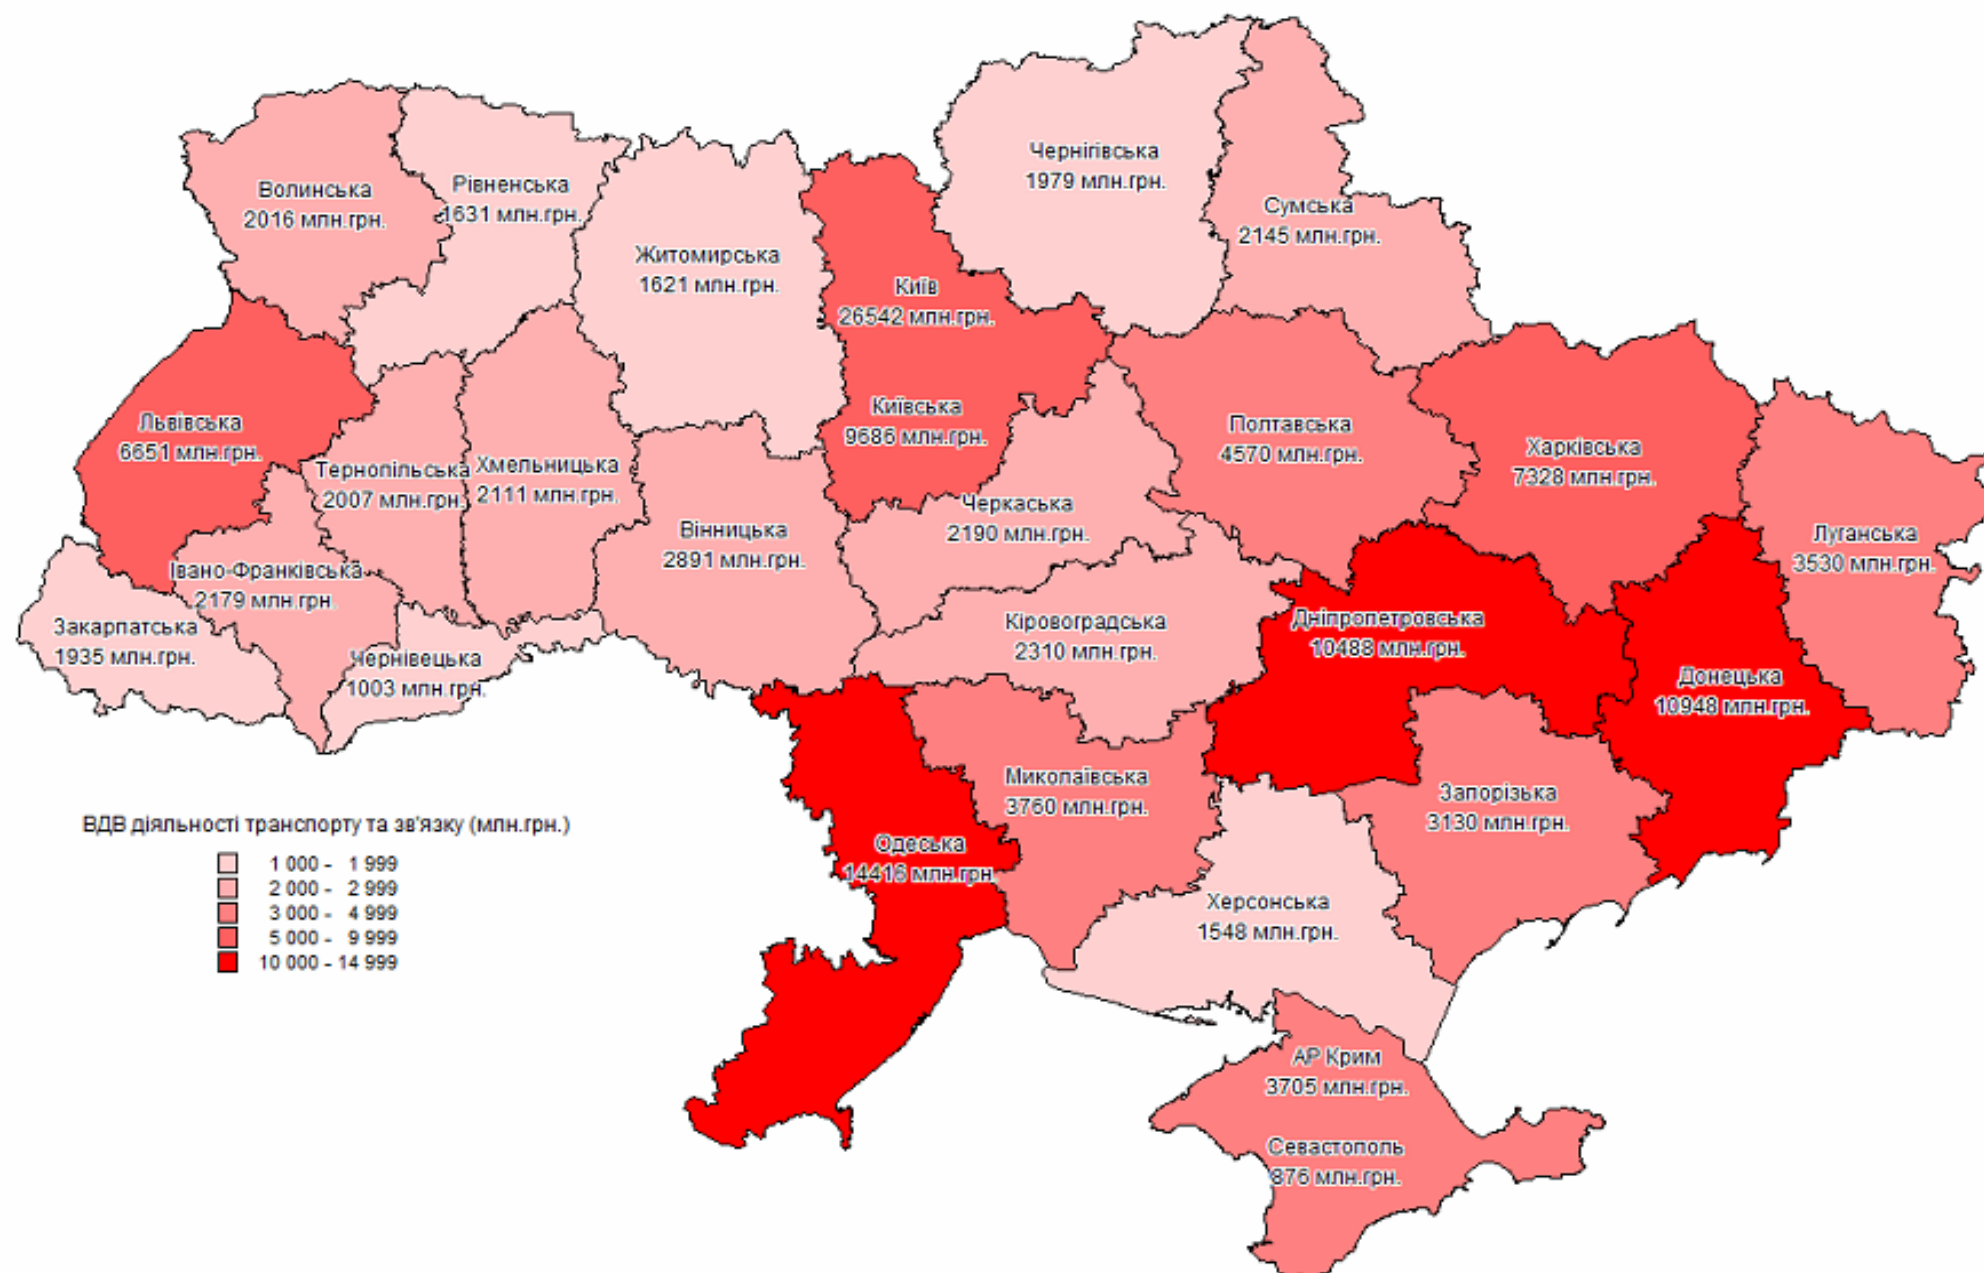 Чернігівська
1979 млн.грн.
Волинська
2016 млн.грн.
Рівненська
1631 млн.грн.
Сумська
2145 млн.грн.
Житомирська
1621 млн.грн.
Київ
26542 млн.грн.
Київська
9686 млн.грн.
Львівська
6651 млн.грн.
Тернопільська
2007 млн.грн.
Хмельницька
2111 млн.грн.
Полтавська
4570 млн.грн.
Харківська
7328 млн.грн.
Черкаська
2190 млн.грн.
Вінницька
2891 млн.грн.
Луганська
3530 млн.грн.
Івано-Франківська
2179 млн.грн.
Закарпатська
1935 млн.грн.
Чернівецька
1003 млн.грн.
Кіровоградська
2310 млн.грн.
Дніпропетровська
10488 млн.грн.
Донецька
10948 млн.грн.
Миколаївська
3760 млн.грн.
Запорізька
3130 млн.грн.
Одеська
14416 млн.грн.
Херсонська
1548 млн.грн.
АР Крим
3705 млн.грн.
Севастополь
876 млн.грн.
ВДВ діяльності транспорту та зв'язку (млн.грн.)
1 000 - 1 999
2 000 - 2 999
3 000 - 4 999
5 000 - 9 999
10 000 - 14 999